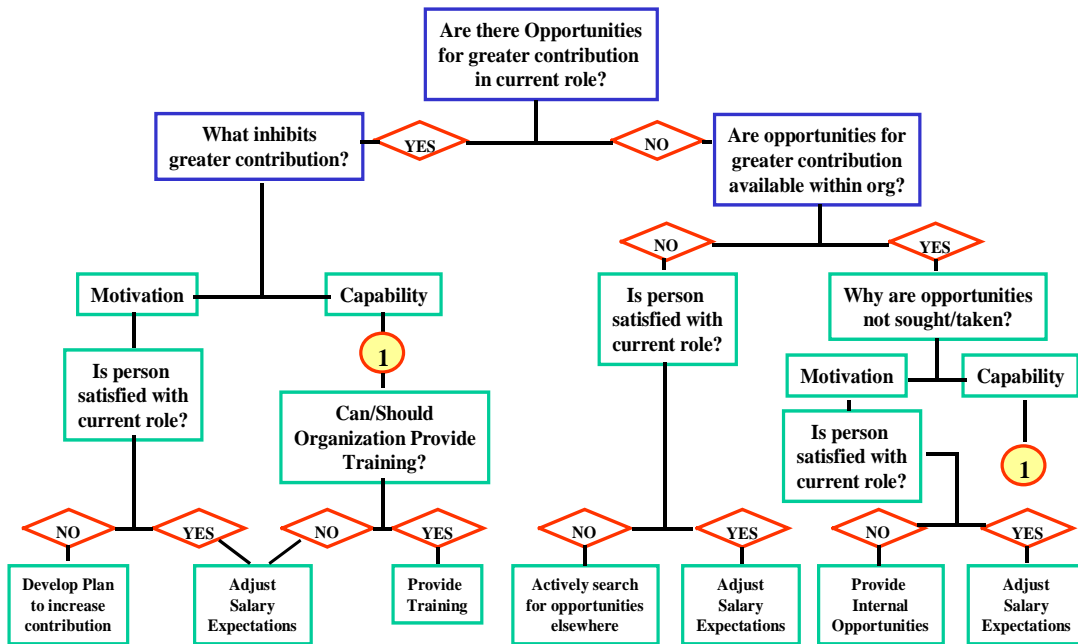 Are there Opportunities
for greater contribution
in current role?
What inhibits
greater contribution?
YES
NO
Are opportunities for
greater contribution
available within org?
NO
YES
Motivation
Capability
Is person
satisfied with
current role?
Why are opportunities
not sought/taken?
1
Is person
satisfied with
current role?
Motivation
Capability
Can/Should
Organization Provide
Training?
Is person
satisfied with
current role?
1
NO
YES
NO
YES
NO
YES
NO
YES
Develop Plan
to increase
contribution
Adjust
Salary
Expectations
Provide
Training
Actively search
for opportunities
elsewhere
Adjust
Salary
Expectations
Provide
Internal
Opportunities
Adjust
Salary
Expectations